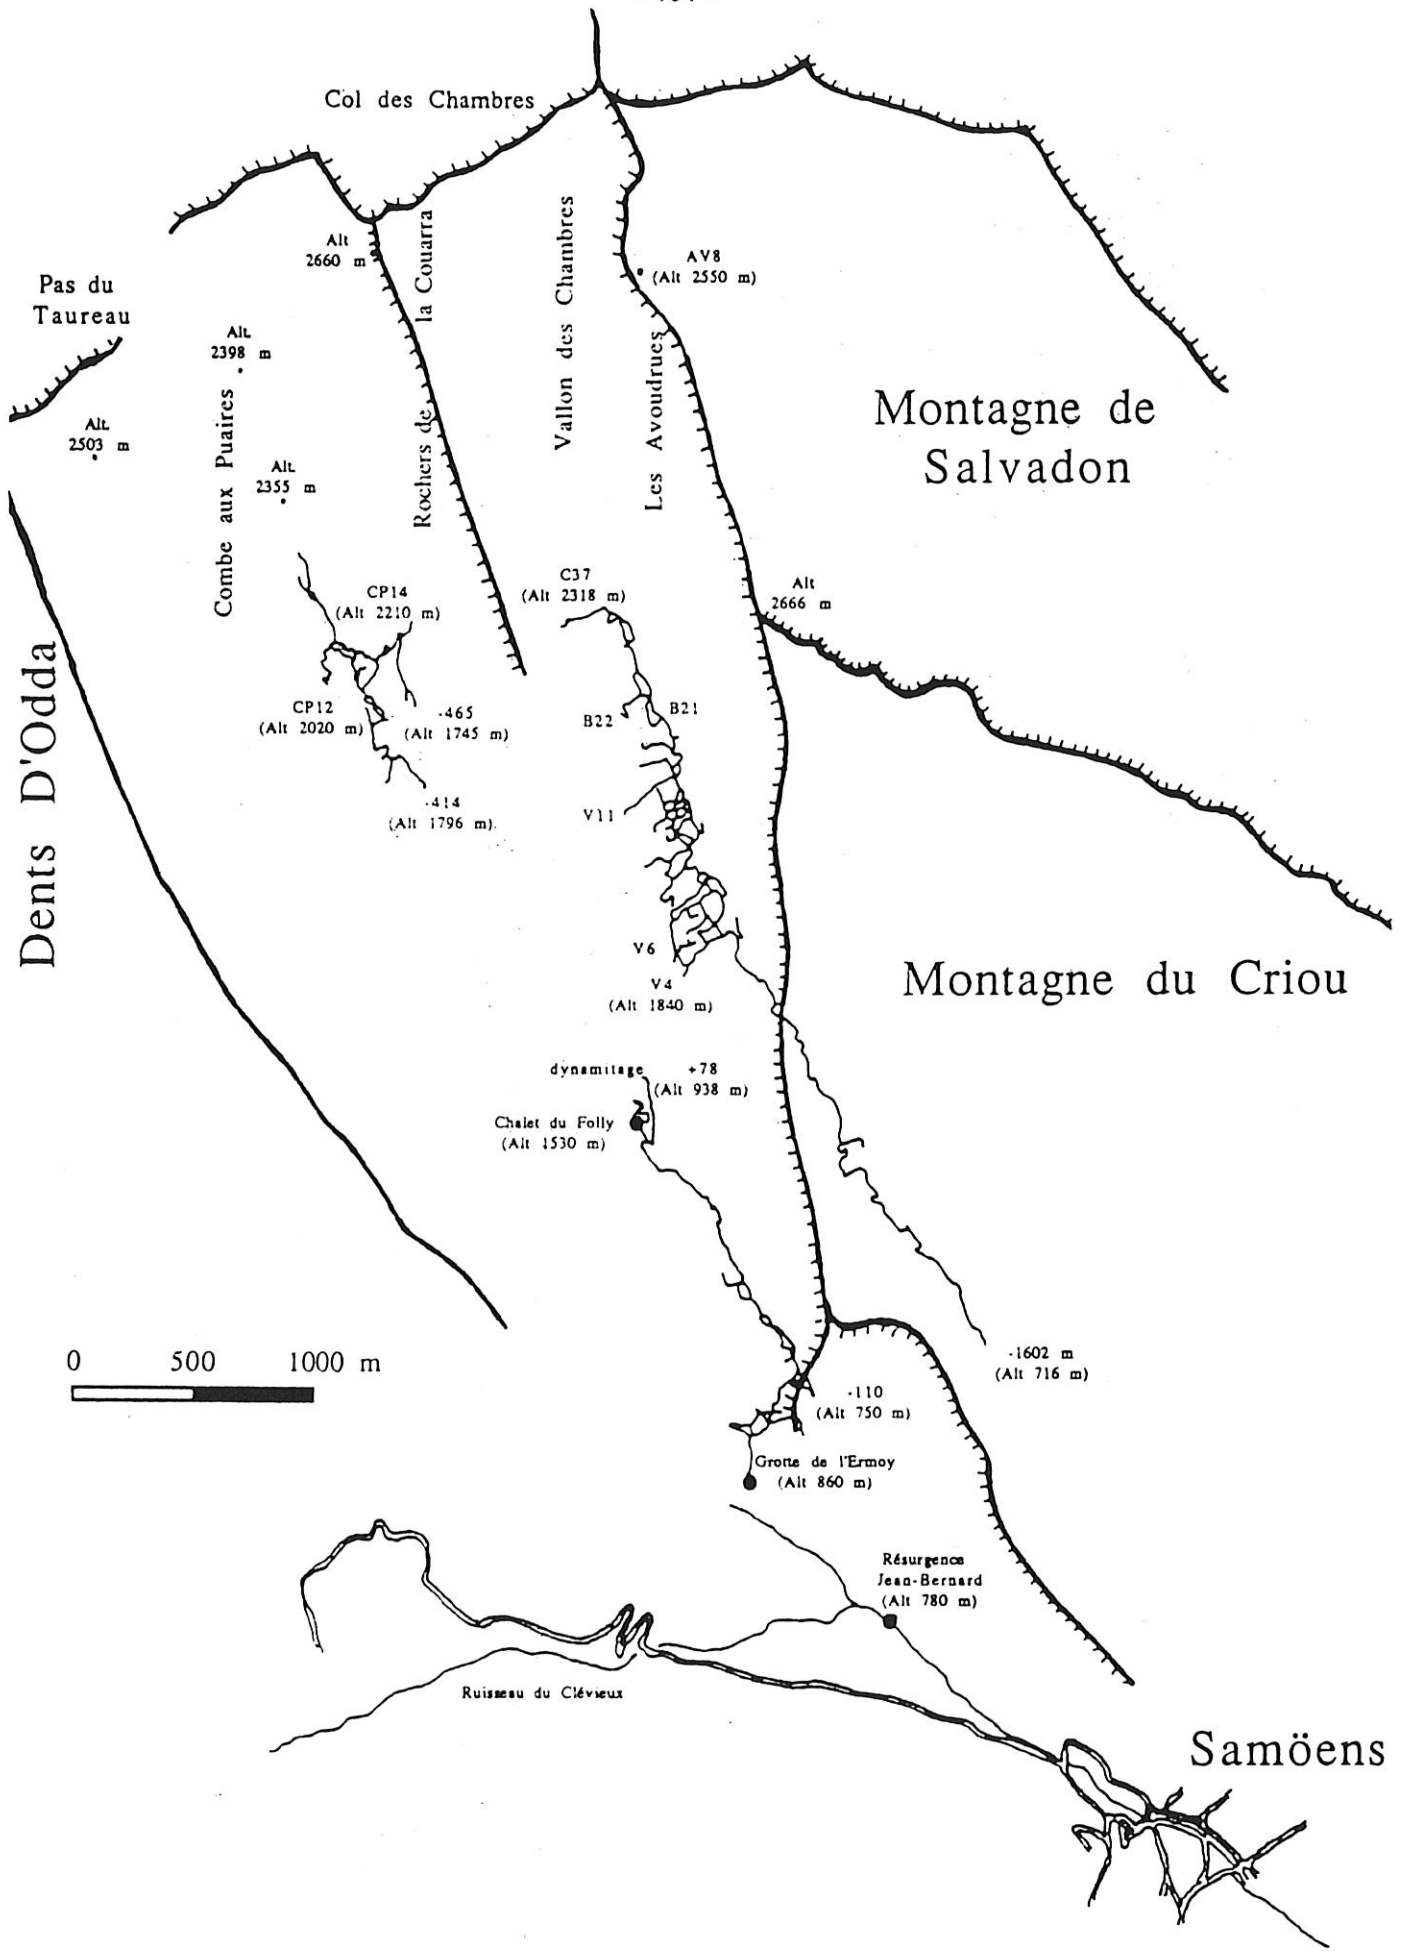 Col des Chambres
Alt
2660 m
la Couarra
Rochers de
Vallon des Chambres
AV8
(Alt 2550 m)
Les Avoudrues
Pas du
Taureau
Alt.
2398 m
Alt.
2503 m
Alt.
2355 m
Combe aux Puaires
Montagne de
Salvadon
Alt
2666 m
C37
(Alt 2318 m)
CP14
(Alt 2210 m)
CP12
(Alt 2020 m)
-465
(Alt 1745 m)
-414
(Alt 1796 m).
B22
B21
V11
V6
V4
(Alt 1840 m)
Dents D'Odda
Montagne du Criou
dynamitage
+78
(Alt 938 m)
Chalet du Folly
(Alt 1530 m)
0 500 1000 m
-1602 m
(Alt 716 m)
-110
(Alt 750 m)
Grotte de l'Ermoy
(Alt 860 m)
Résurgence
Jean-Bernard
(Alt 780 m)
Ruisseau du Clévieux
Samöens